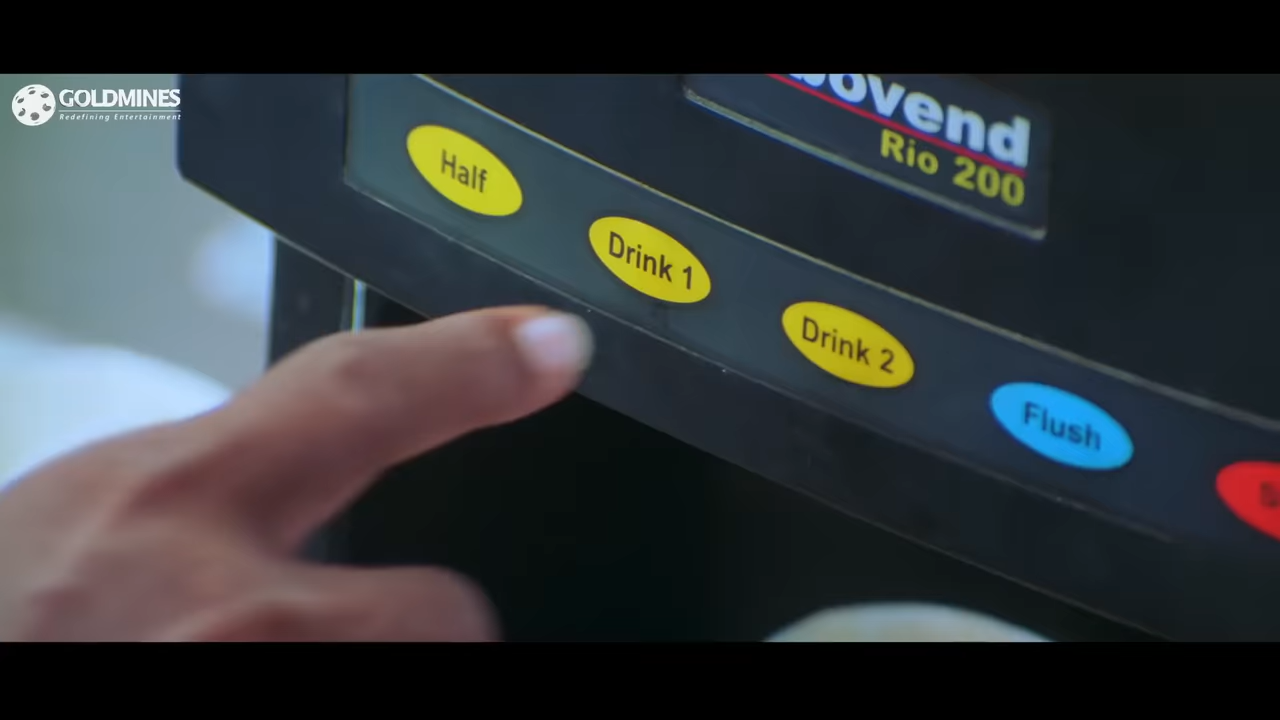 GOLDMINES
Redefining Entertainment
ovend
Rio 200
Half
Drink 1
Drink 2
Flush
S